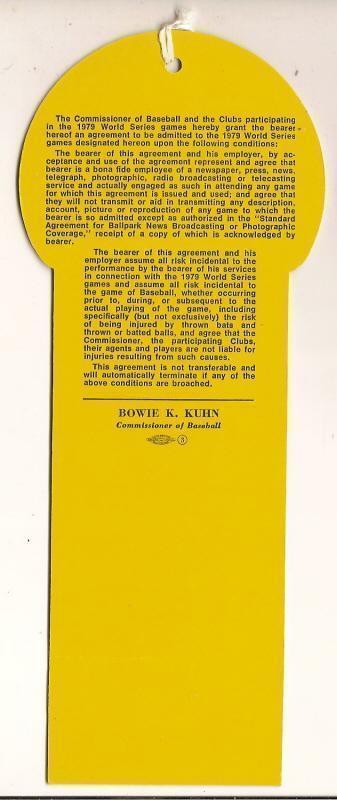 The Commissioner of Baseball and the Clubs participating
in the 1979 World Series games hereby grant the bearer
hereof an agreement to be admitted to the 1979 World Series
games designated hereon upon the following conditions:
The bearer of this agreement and his employer, by ac-
ceptance and use of the agreement represent and agree that
bearer is a bona fide employee of a newspaper, press, news,
telegraph, photographic, radio broadcasting or telecasting
service and actually engaged as such in attending any game
for which this agreement is issued and used; and agree that
they will not transmit or aid in transmitting any description,
account, picture or reproduction of any game to which the
bearer is so admitted except as authorized in the "Standard
Agreement for Ballpark News Broadcasting or Photographic
Coverage," receipt of a copy of which is acknowledged by
bearer.
The bearer of this agreement and his
employer assume all risk incidental to the
performance by the bearer of his services
in connection with the 1979 World Series
games and assume all risk incidental to
the game of Baseball, whether occurring
prior to, during, or subsequent to the
actual playing of the game, including
specifically (but not exclusively) the risk
of being injured by thrown bats and
thrown or batted balls, and agree that the
Commissioner, the participating Clubs,
their agents and players are not liable for
injuries resulting from such causes.
This agreement is not transferable and
will automatically terminate if any of the
above conditions are broached.
BOWIE K. KUHN
Commissioner of Baseball
3